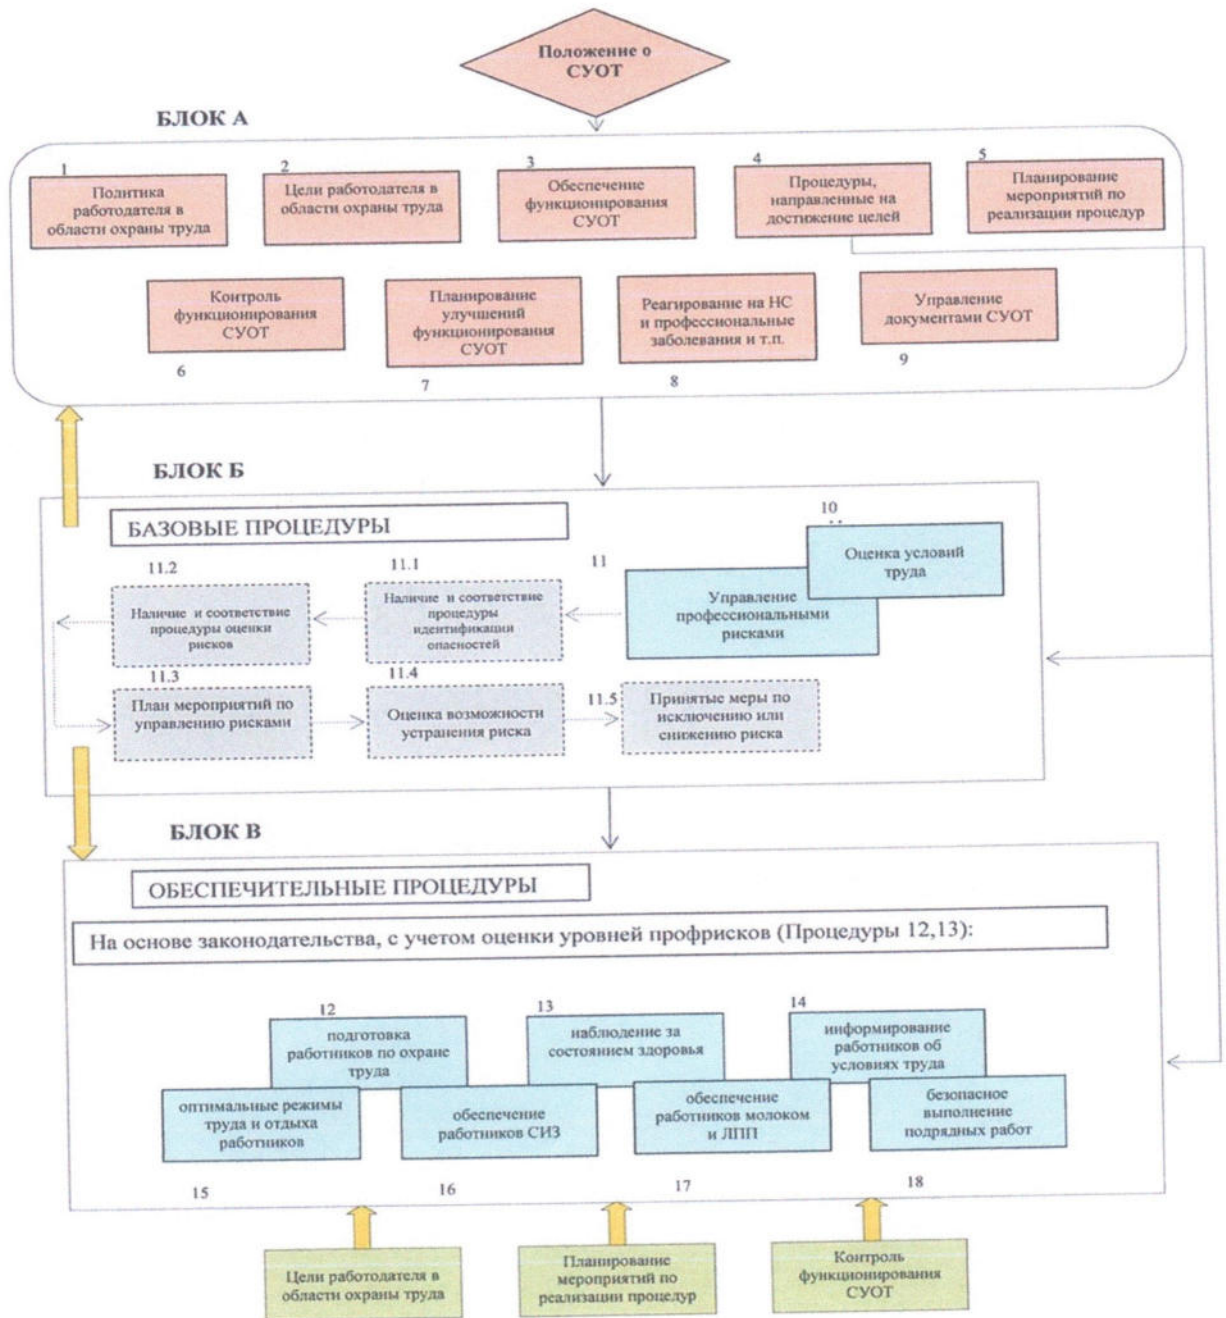 Положение о
СУОТ
БЛОК А
1
Политика
работодателя в
области охраны труда
2
Цели работодателя в
области охраны труда
3
Обеспечение
функционирования
СУОТ
4
Процедуры,
направленные на
достижение целей
5
Планирование
мероприятий по
реализации процедур
Контроль
функционирования
СУОТ
6
Планирование
улучшений
функционирования
СУОТ
7
Реагирование на НС
и профессиональные
заболевания и т.п.
8
Управление
документами СУОТ
9
БЛОК Б
БАЗОВЫЕ ПРОЦЕДУРЫ
10
Оценка условий
труда
11
Управление
профессиональными
рисками
11.1
Наличие и соответствие
процедуры
идентификации
опасностей
11.2
Наличие и соответствие
процедуры оценки
рисков
11.3
План мероприятий по
управлению рисками
11.4
Оценка возможности
устранения риска
11.5
Принятые меры по
исключению или
снижению риска
БЛОК В
ОБЕСПЕЧИТЕЛЬНЫЕ ПРОЦЕДУРЫ
На основе законодательства, с учетом оценки уровней профрисков (Процедуры 12,13):
12
подготовка
работников по охране
труда
13
наблюдение за
состоянием здоровья
14
информирование
работников об
условиях труда
оптимальные режимы
труда и отдыха
работников
15
обеспечение
работников СИЗ
16
обеспечение
работников молоком
и ЛПП
17
безопасное
выполнение
подрядных работ
18
Цели работодателя в
области охраны труда
Планирование
мероприятий по
реализации процедур
Контроль
функционирования
СУОТ